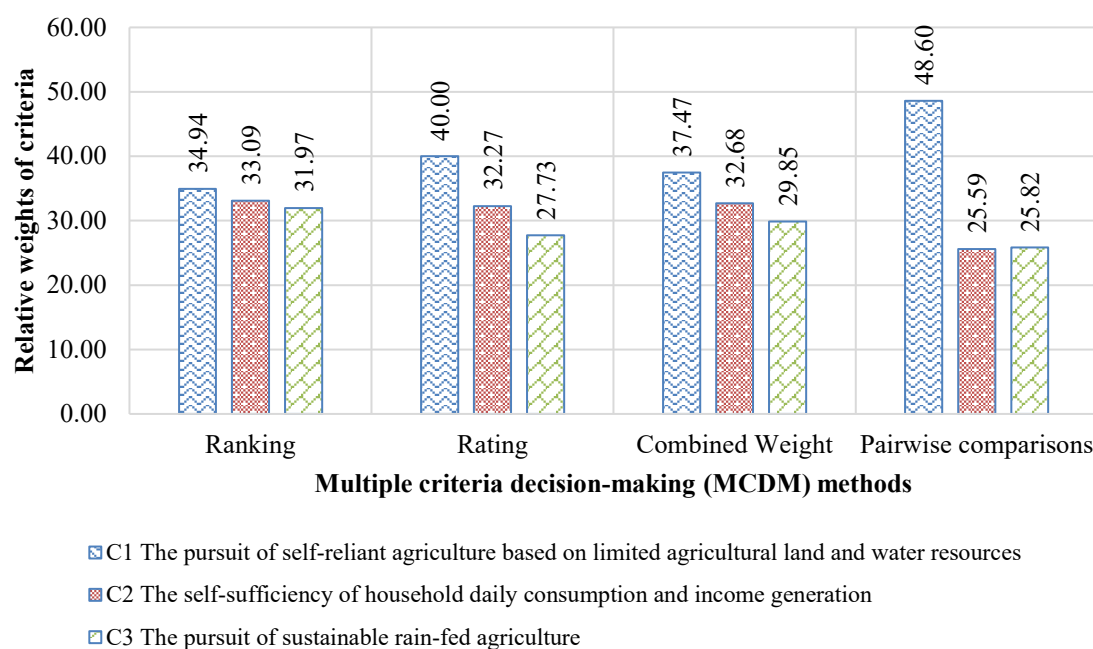 60.00
50.00
40.00
30.00
20.00
10.00
0.00
Relative weights of criteria
34.94
33.09
31.97
40.00
32.27
27.73
37.47
32.68
29.85
48.60
25.59
25.82
Ranking
Rating
Combined Weight
Pairwise comparisons
Multiple criteria decision-making (MCDM) methods
C1 The pursuit of self-reliant agriculture based on limited agricultural land and water resources
C2 The self-sufficiency of household daily consumption and income generation
C3 The pursuit of sustainable rain-fed agriculture